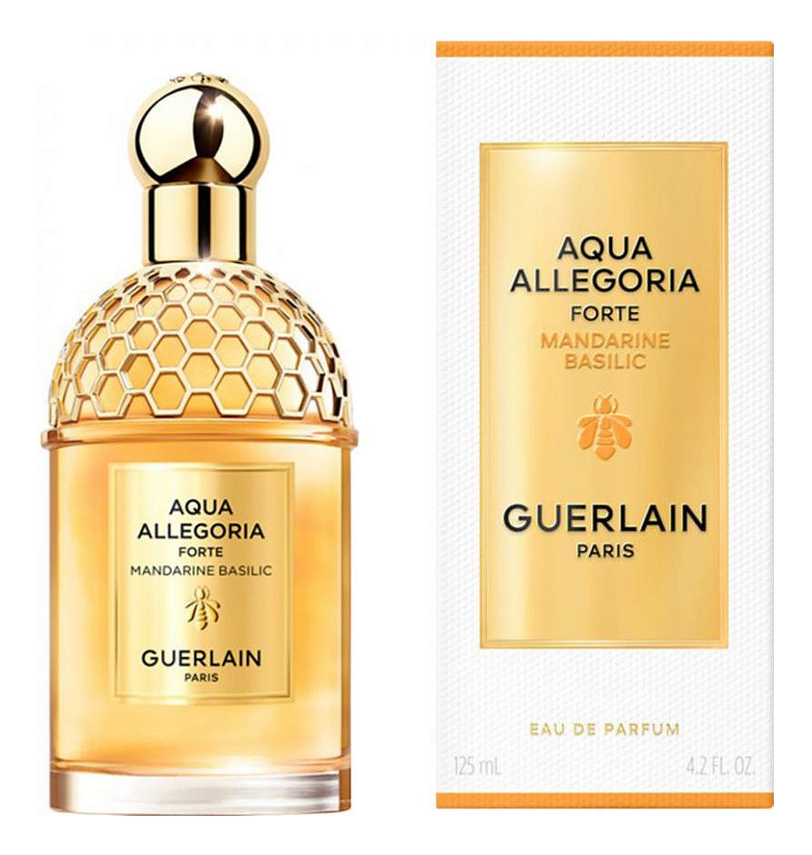 AQUA
ALLEGORIA
FORTE
MANDARINE BASILIC
GUERLAIN
PARIS
AQUA
ALLEGORIA
FORTE
MANDARINE
BASILIC
GUERLAIN
PARIS
EAU DE PARFUM
125 mL 4.2 FL. OZ.